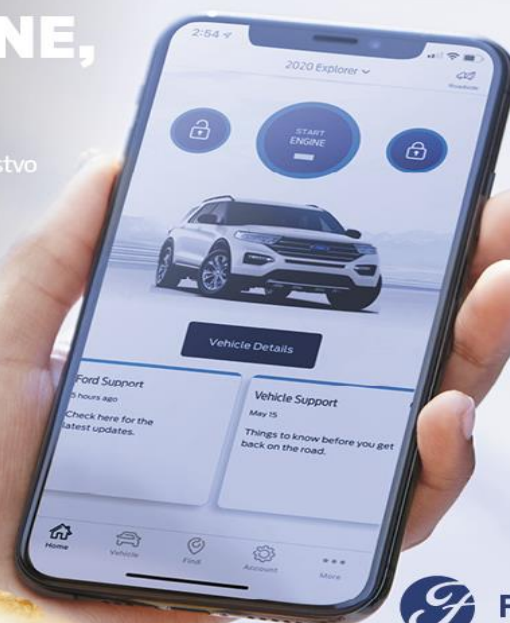 NE,
stvo
2:54
2020 Explorer
Roadside
START
ENGINE
Vehicle Details
Ford Support
5 hours ago
Check here for the
latest updates.
Vehicle Support
May 15
Things to know before you get
back on the road.
Home
Vehicle
Find
Account
More
F